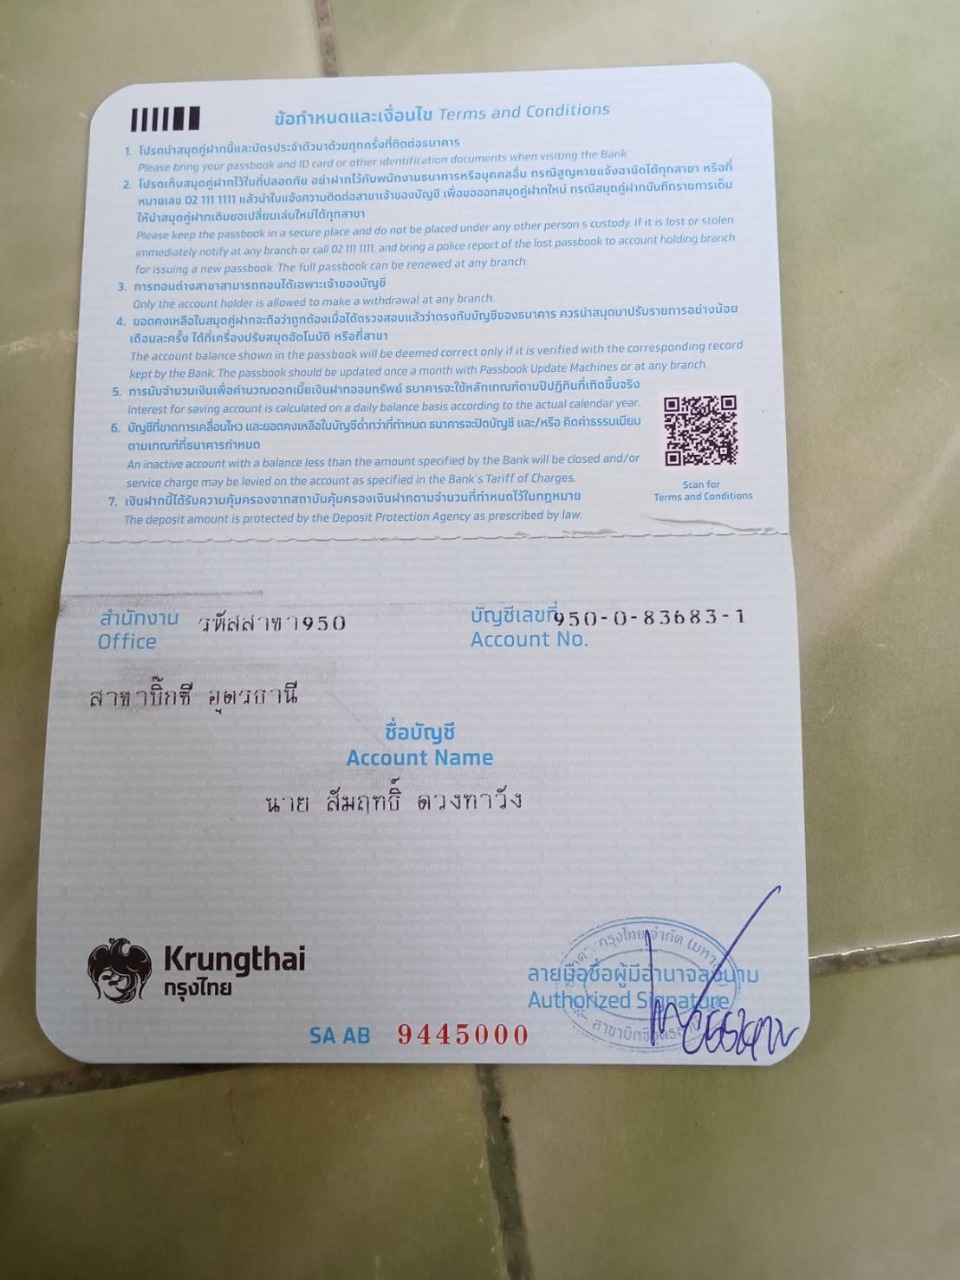 ข้อกำหนดและเงื่อนไข Terms and Conditions
1. โปรดนำสมุดคู่ฝากนี้และบัตรประจำตัวมาด้วยทุกครั้งที่ติดต่อธนาคาร
Please bring your passbook and ID card or other identification documents when visiting the Bank.
2. โปรดเก็บสมุดคู่ฝากไว้ในที่ปลอดภัย อย่าฝากไว้กับพนักงานธนาคารหรือบุคคลอื่น กรณีสูญหายแจ้งอายัดได้ทุกสาขา หรือที่
หมายเลข 02 111 1111 แล้วนำใบแจ้งความติดต่อสาขาเจ้าของบัญชี เพื่อขอออกสมุดคู่ฝากใหม่ กรณีสมุดคู่ฝากบันทึกรายการเต็ม
ให้นำสมุดคู่ฝากเดิมขอเปลี่ยนเล่มใหม่ได้ทุกสาขา
Please keep the passbook in a secure place and do not be placed under any other person's custody. If it is lost or stolen
immediately notify at any branch or call 02 111 1111, and bring a police report of the lost passbook to account holding branch
for issuing a new passbook. The full passbook can be renewed at any branch.
3. การถอนต่างสาขาสามารถถอนได้เฉพาะเจ้าของบัญชี
Only the account holder is allowed to make a withdrawal at any branch.
4. ยอดคงเหลือในสมุดคู่ฝากจะถือว่าถูกต้องเมื่อได้ตรวจสอบแล้วว่าตรงกับบัญชีของธนาคาร ควรนำสมุดมาปรับรายการอย่างน้อย
เดือนละครั้ง ได้ที่เครื่องปรับสมุดอัตโนมัติ หรือที่สาขา
The account balance shown in the passbook will be deemed correct only if it is verified with the corresponding record
kept by the Bank. The passbook should be updated once a month with Passbook Update Machines or at any branch.
5. การนับจำนวนเงินเพื่อคำนวณดอกเบี้ยเงินฝากออมทรัพย์ ธนาคารจะใช้หลักเกณฑ์ตามปีปฏิทินที่เกิดขึ้นจริง
Interest for saving account is calculated on a daily balance basis according to the actual calendar year.
6. บัญชีที่ขาดการเคลื่อนไหว และยอดคงเหลือในบัญชีต่ำกว่าที่กำหนด ธนาคารจะปิดบัญชี และ/หรือ คิดค่าธรรมเนียม
ตามเกณฑ์ที่ธนาคารกำหนด
An inactive account with a balance less than the amount specified by the Bank will be closed and/or
service charge may be levied on the account as specified in the Bank's Tariff of Charges.
Scan for
Terms and Conditions
7. เงินฝากนี้ได้รับความคุ้มครองจากสถาบันคุ้มครองเงินฝากตามจำนวนที่กำหนดไว้ในกฎหมาย
The deposit amount is protected by the Deposit Protection Agency as prescribed by law.
สำนักงาน รหัสสาขา950 บัญชีเลขที่ 950-0-83683-1
Office Account No.
สาขาบิ๊กซี อุดรธานี
ชื่อบัญชี
Account Name
นาย สัมฤทธิ์ ดวงทาวัง
Krungthai
กรุงไทย
ลายมือชื่อผู้มีอำนาจลงนาม
Authorized Signature
SA AB 9445000